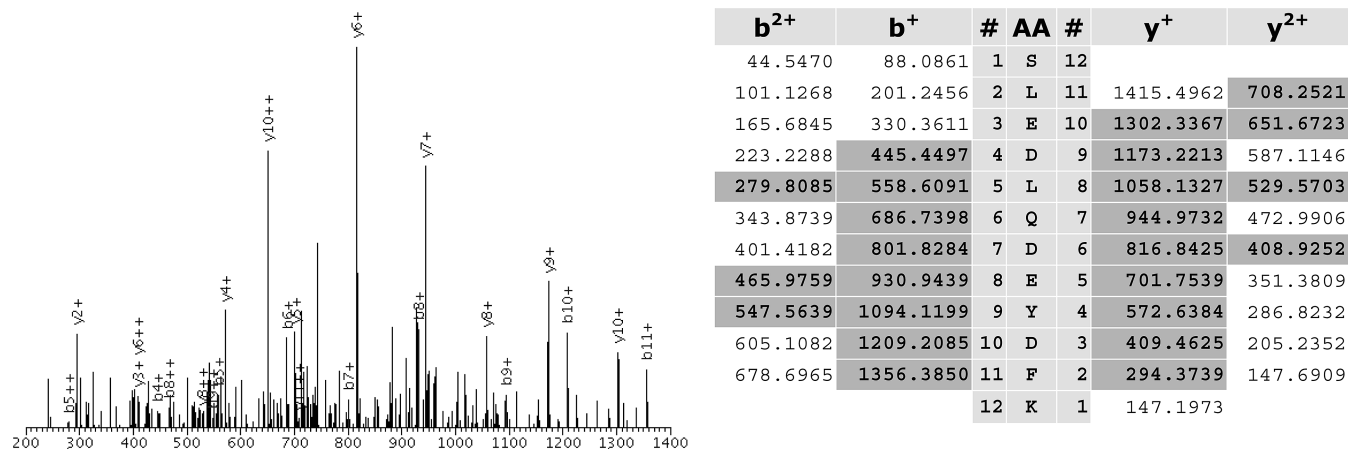 y6+
y10++
y7+
y9+
y4+
y2+
b6+
y5+
b8+
y8+
b10+
y10+
b11+
y6++
y3+
b5++
b4+
b8++
b5+
b7+
b9+
200 300 400 500 600 700 800 900 1000 1100 1200 1300 1400
b2+ b+ # AA # y+ y2+
44.5470 88.0861 1 S 12
101.1268 201.2456 2 L 11 1415.4962 708.2521
165.6845 330.3611 3 E 10 1302.3367 651.6723
223.2288 445.4497 4 D 9 1173.2213 587.1146
279.8085 558.6091 5 L 8 1058.1327 529.5703
343.8739 686.7398 6 Q 7 944.9732 472.9906
401.4182 801.8284 7 D 6 816.8425 408.9252
465.9759 930.9439 8 E 5 701.7539 351.3809
547.5639 1094.1199 9 Y 4 572.6384 286.8232
605.1082 1209.2085 10 D 3 409.4625 205.2352
678.6965 1356.3850 11 F 2 294.3739 147.6909
12 K 1 147.1973